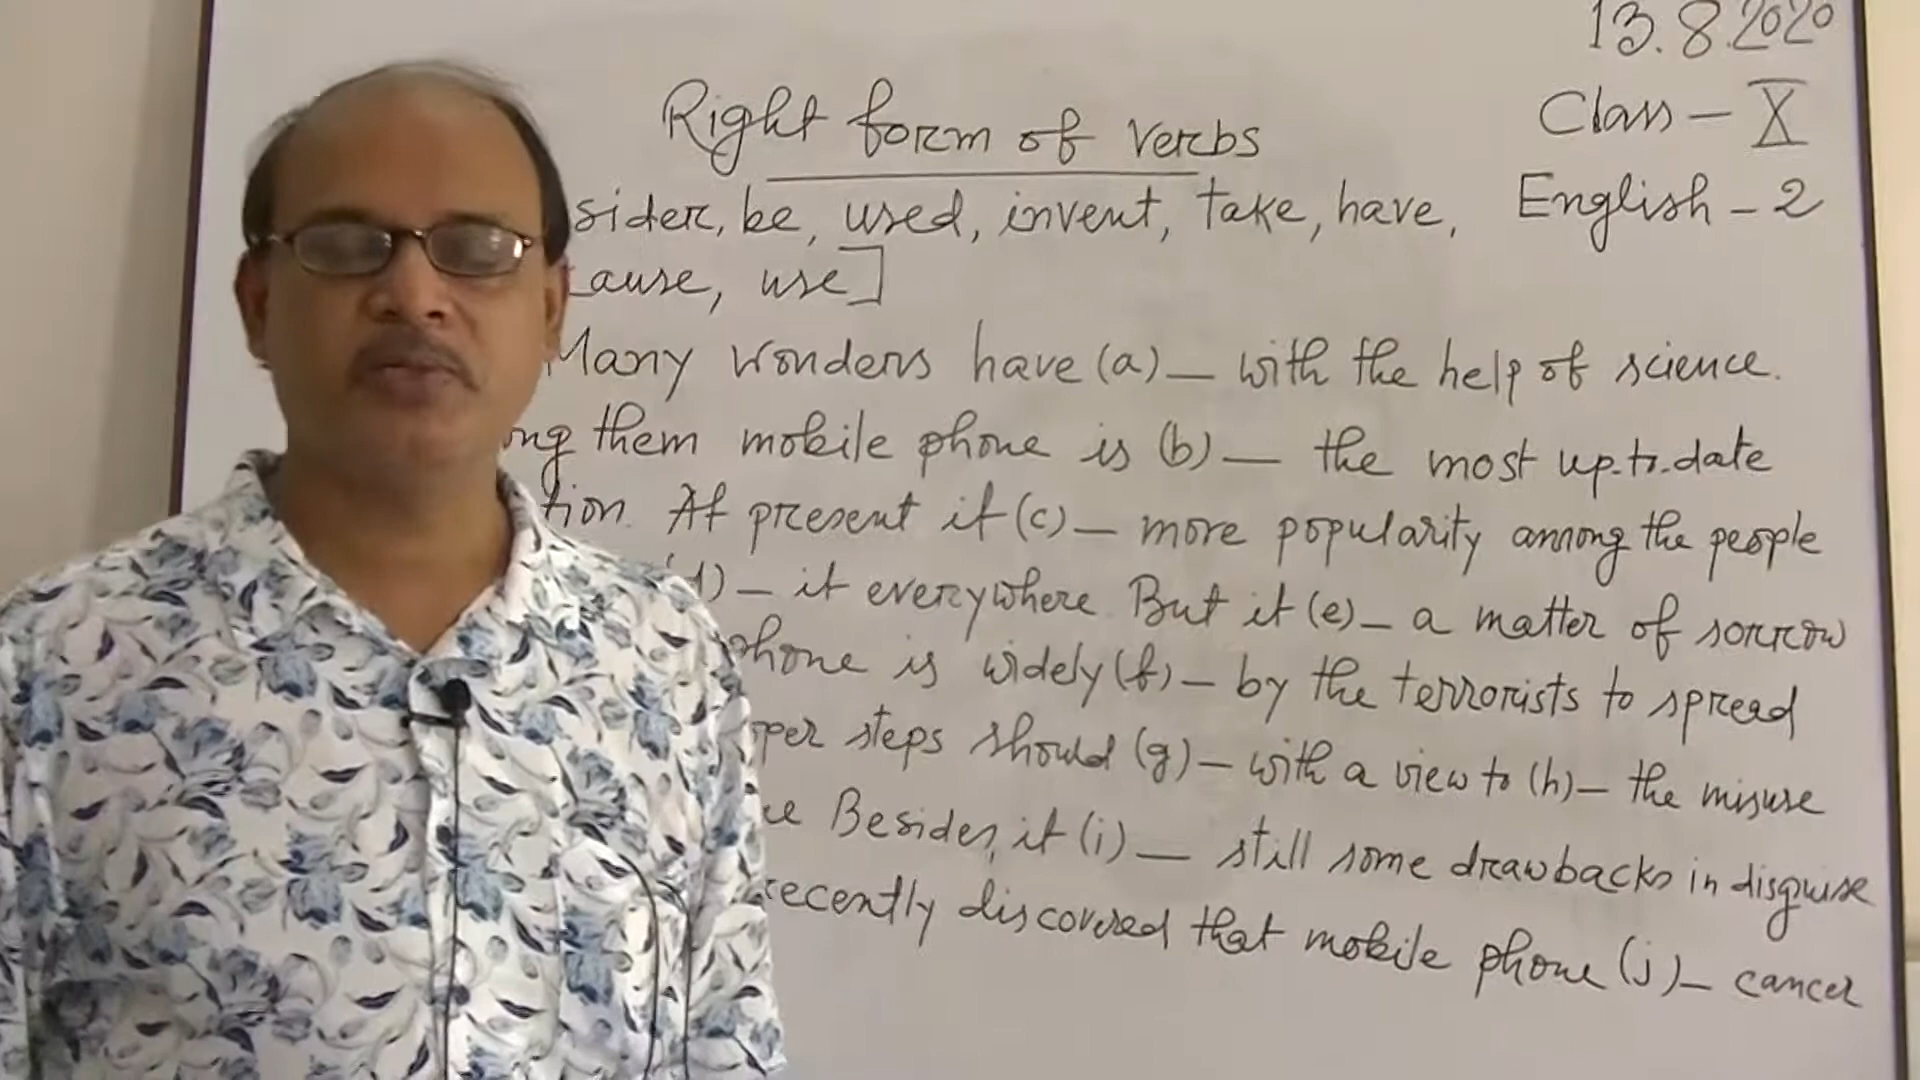 13.8.2020
Right form of verbs
Class - X
sider, be, used, invent, take, have,
English - 2
ause, use]
Many wonders have (a) _ with the help of science.
ng them mobile phone is (b) _ the most up-to-date
tion. At present it (c) _ more popularity among the people
) _ it everywhere. But it (e) _ a matter of sorrow
phone is widely (f) _ by the terrorists to spread
per steps should (g) _ with a view to (h) _ the misuse
Besides, it (i) _ still some drawbacks in disguise
recently discovered that mobile phone (j) _ cancer